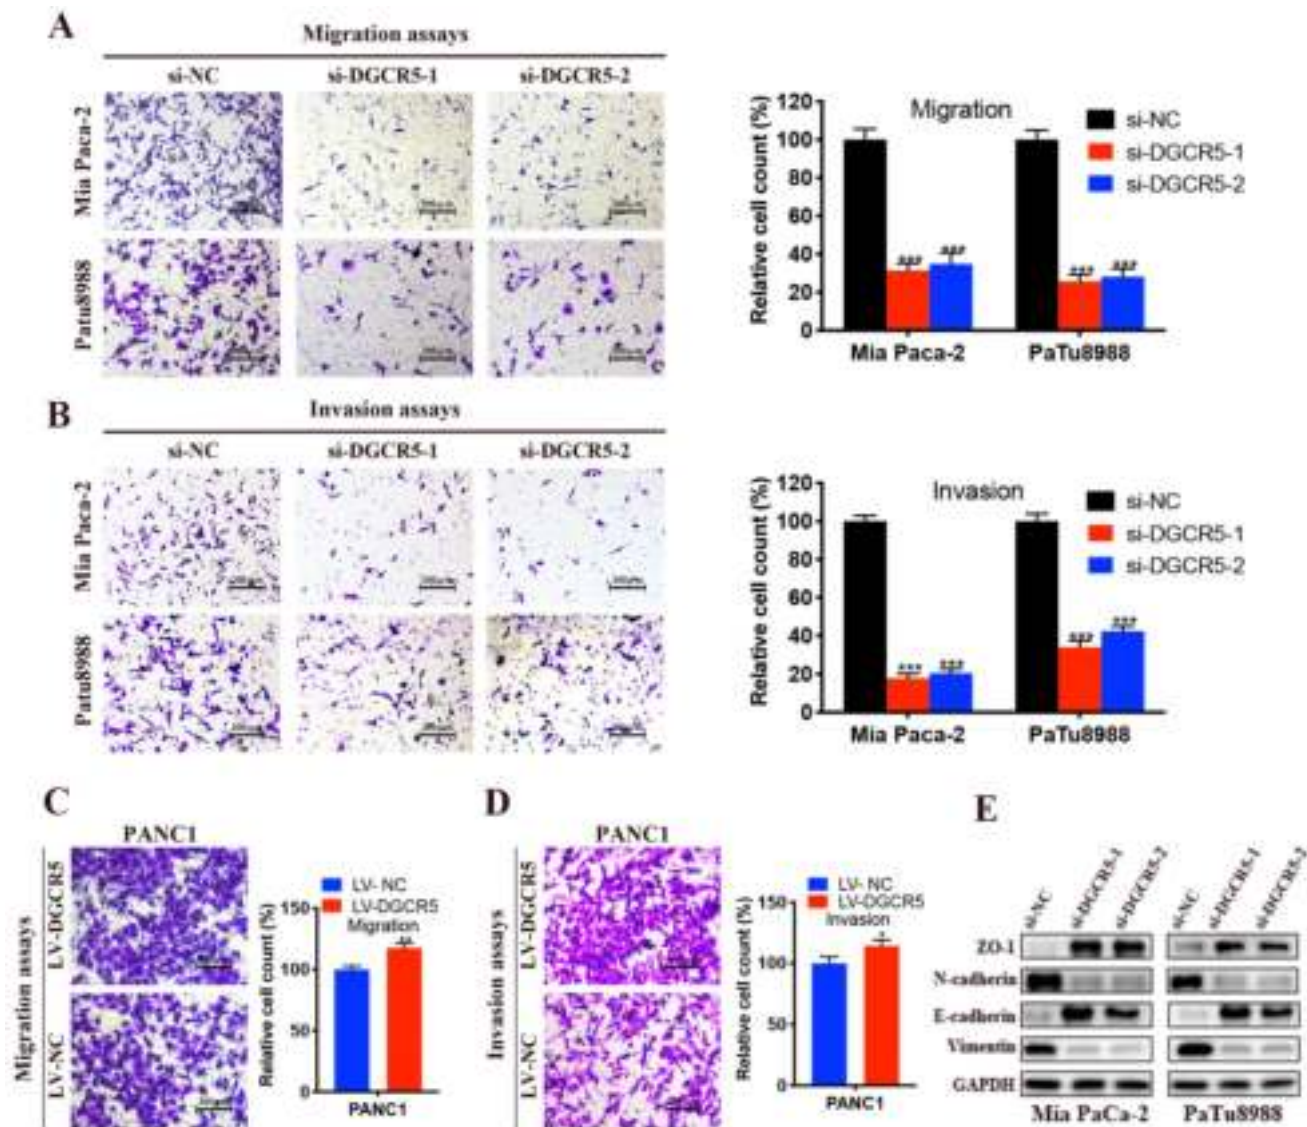 A
Migration assays
si-NC si-DGCR5-1 si-DGCR5-2
Mia Paca-2
Patu8988
Relative cell count (%)
120
100
80
60
40
20
0
Migration
si-NC
si-DGCR5-1
si-DGCR5-2
***
***
***
***
Mia Paca-2 PaTu8988
B
Invasion assays
si-NC si-DGCR5-1 si-DGCR5-2
Mia Paca-2
Patu8988
Relative cell count (%)
120
100
80
60
40
20
0
Invasion
si-NC
si-DGCR5-1
si-DGCR5-2
***
***
***
***
Mia Paca-2 PaTu8988
C
PANC1
Migration assays
LV-DGCR5
LV-NC
Relative cell count (%)
150
100
50
0
LV- NC
LV-DGCR5
Migration
**
PANC1
D
PANC1
Invasion assays
LV-DGCR5
LV-NC
Relative cell count (%)
150
100
50
0
LV- NC
LV-DGCR5
Invasion
*
PANC1
E
si-NC si-DGCR5-1 si-DGCR5-2 si-NC si-DGCR5-1 si-DGCR5-2
ZO-1
N-cadherin
E-cadherin
Vimentin
GAPDH
Mia PaCa-2 PaTu8988